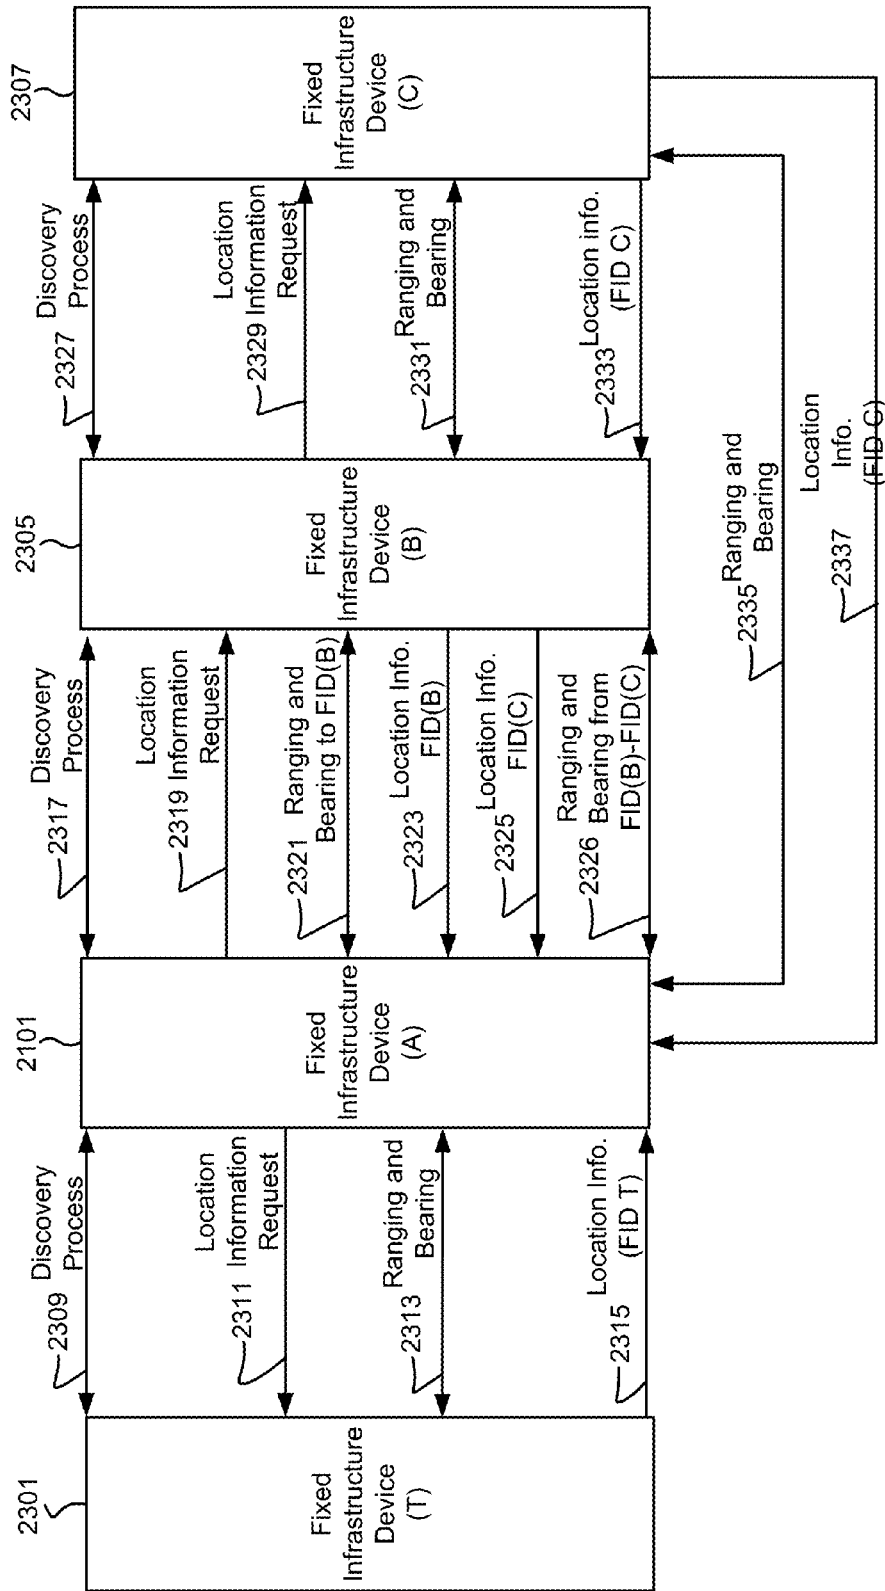 2301
Fixed
Infrastructure
Device
(T)
2309
Discovery
Process
2311
Location
Information
Request
2313
Ranging and
Bearing
2315
Location Info.
(FID T)
2101
Fixed
Infrastructure
Device
(A)
2317
Discovery
Process
2319
Location
Information
Request
2321
Ranging and
Bearing to FID(B)
2323
Location Info.
FID(B)
2325
Location Info.
FID(C)
2326
Ranging and
Bearing from
FID(B)-FID(C)
2305
Fixed
Infrastructure
Device
(B)
2327
Discovery
Process
2329
Location
Information
Request
2331
Ranging and
Bearing
2333
Location info.
(FID C)
2307
Fixed
Infrastructure
Device
(C)
2335
Ranging and
Bearing
2337
Location
Info.
(FID C)